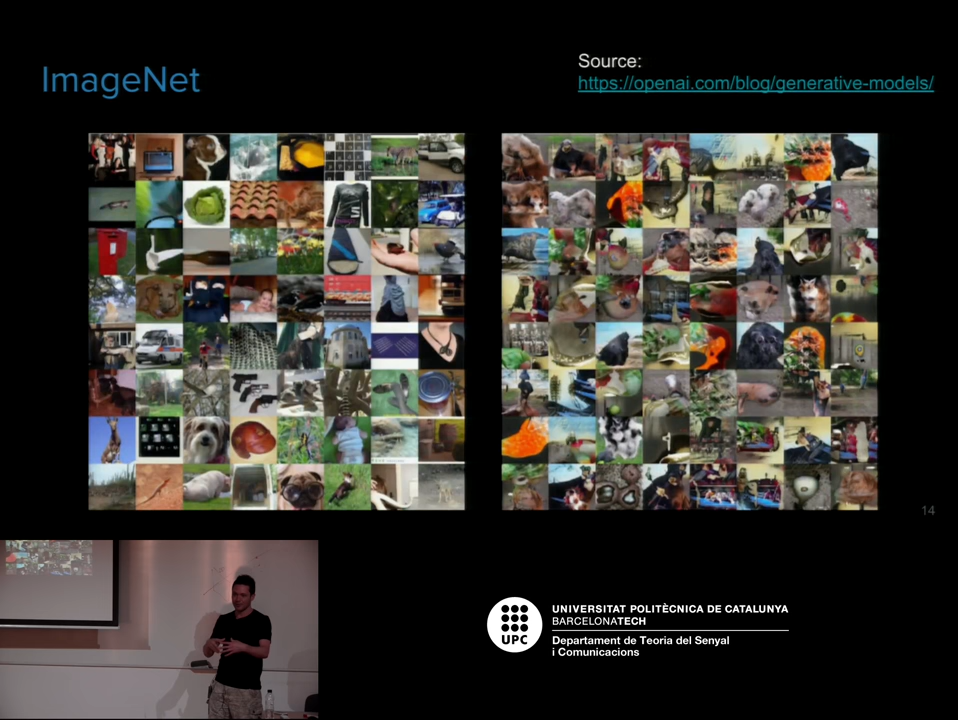 ImageNet
Source:
https://openai.com/blog/generative-models/
14
UPC
UNIVERSITAT POLITÈCNICA DE CATALUNYA
BARCELONATECH
Departament de Teoria del Senyal
i Comunicacions